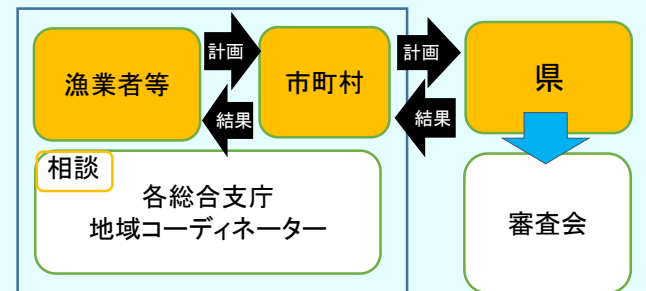 計画
計画
漁業者等
市町村
県
結果
結果
相談
各総合支庁
地域コーディネーター
審査会